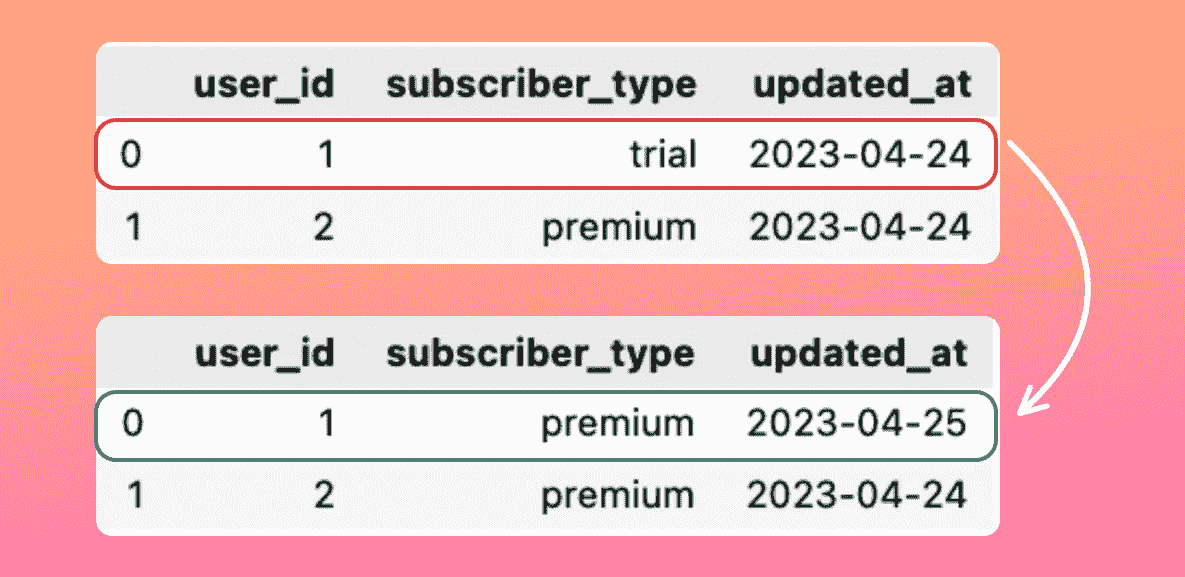 user_id subscriber_type updated_at
0 1 trial 2023-04-24
1 2 premium 2023-04-24
user_id subscriber_type updated_at
0 1 premium 2023-04-25
1 2 premium 2023-04-24